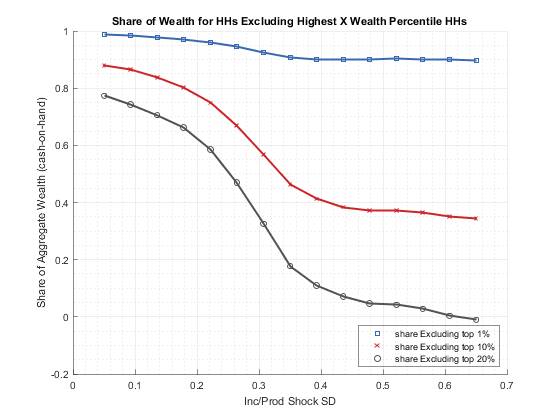 Share of Wealth for HHs Excluding Highest X Wealth Percentile HHs
Share of Aggregate Wealth (cash-on-hand)
1
0.8
0.6
0.4
0.2
0
-0.2
0
0.1
0.2
0.3
0.4
0.5
0.6
0.7
Inc/Prod Shock SD
share Excluding top 1%
share Excluding top 10%
share Excluding top 20%